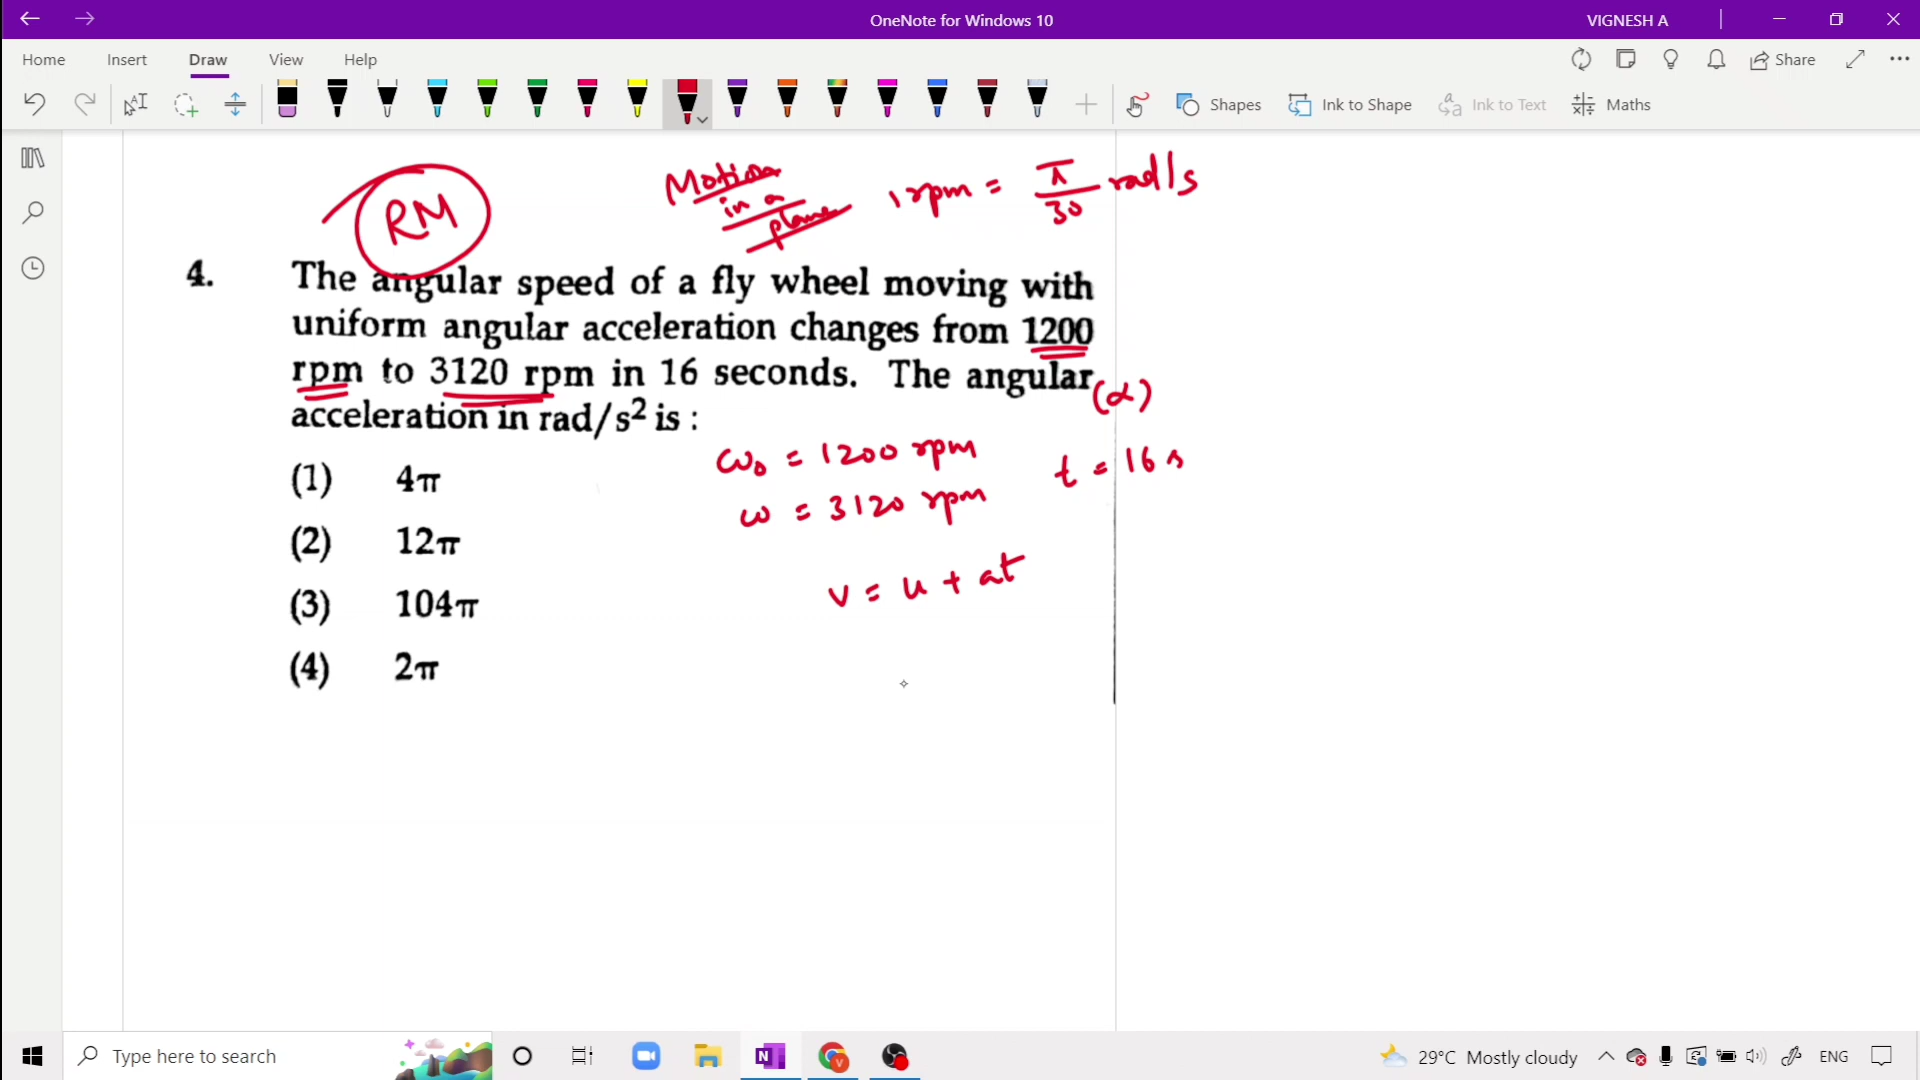 OneNote for Windows 10
VIGNESH A
Home Insert Draw View Help
Share
Shapes Ink to Shape Ink to Text Maths
RM
Motion in a plane
1 rpm = π/30 rad/s
4. The angular speed of a fly wheel moving with
uniform angular acceleration changes from 1200
rpm to 3120 rpm in 16 seconds. The angular
(α)
acceleration in rad/s² is :
ω₀ = 1200 rpm
t = 16 s
ω = 3120 rpm
v = u + at
(1) 4π
(2) 12π
(3) 104π
(4) 2π
Type here to search
29°C Mostly cloudy
ENG